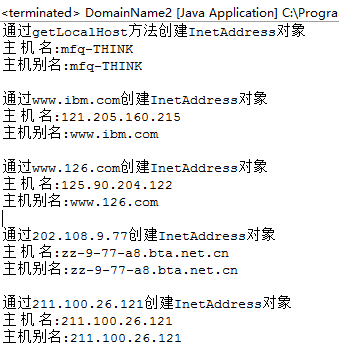 <terminated> DomainName2 [Java Application] C:\Progra
通过getLocalHost方法创建InetAddress对象
主 机 名:mfq-THINK
主机别名:mfq-THINK
通过www.ibm.com创建InetAddress对象
主 机 名:121.205.160.215
主机别名:www.ibm.com
通过www.126.com创建InetAddress对象
主 机 名:125.90.204.122
主机别名:www.126.com
通过202.108.9.77创建InetAddress对象
主 机 名:zz-9-77-a8.bta.net.cn
主机别名:zz-9-77-a8.bta.net.cn
通过211.100.26.121创建InetAddress对象
主 机 名:211.100.26.121
主机别名:211.100.26.121